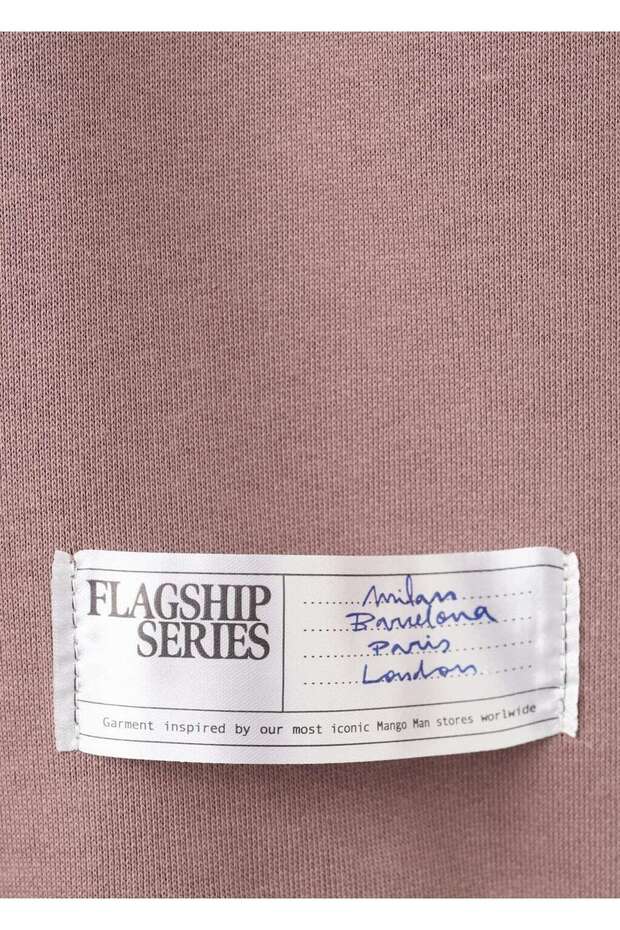 FLAGSHIP
SERIES
Milan
Barcelona
Paris
London
Garment inspired by our most iconic Mango Man stores worlwide